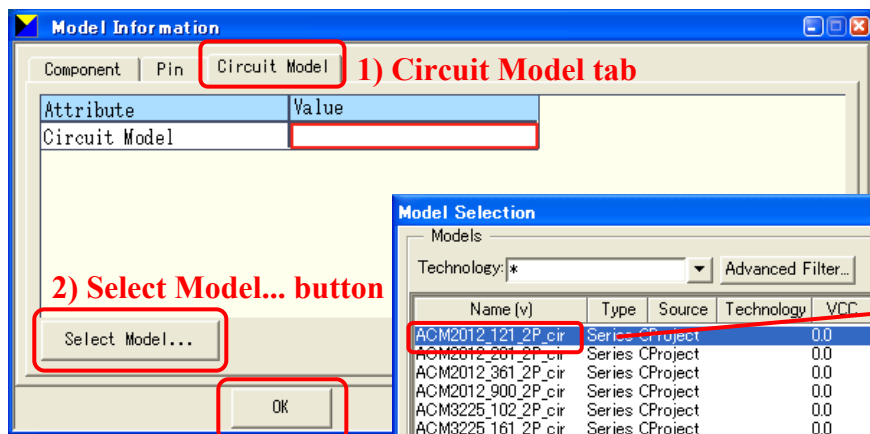 Model Information
Component Pin Circuit Model 1) Circuit Model tab
Attribute Value
Circuit Model
Model Selection
Models
Technology: * Advanced Filter...
2) Select Model... button
Name (v) Type Source Technology VCC
Select Model... ACM2012_121_2P_cir Series CProject 0.0
ACM2012_201_2P_cir Series CProject 0.0
ACM2012_361_2P_cir Series CProject 0.0
ACM2012_900_2P_cir Series CProject 0.0
OK ACM3225_102_2P_cir Series CProject 0.0
ACM3225_161_2P_cir Series CProject 0.0